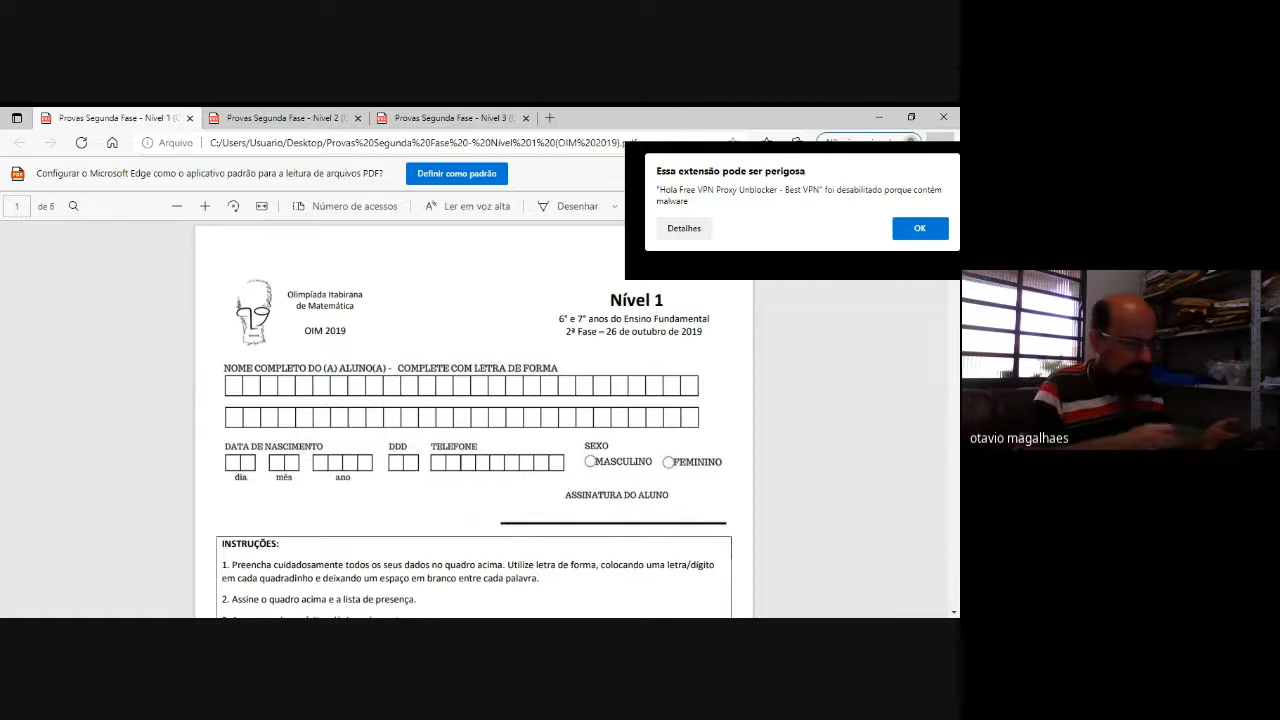 Provas Segunda Fase - Nível 1 (
Provas Segunda Fase - Nível 2 (
Provas Segunda Fase - Nível 3 (
Arquivo
C:/Users/Usuario/Desktop/Provas%20Segunda%20Fase%20-%20Nível%201%20(OIM%202019).pdf
Configurar o Microsoft Edge como o aplicativo padrão para a leitura de arquivos PDF?
Definir como padrão
1 de 6
Número de acessos
Ler em voz alta
Desenhar
Essa extensão pode ser perigosa
"Hola Free VPN Proxy Unblocker - Best VPN" foi desabilitado porque contém
malware
Detalhes
OK
Olimpíada Itabirana
de Matemática
OIM 2019
Nível 1
6° e 7° anos do Ensino Fundamental
2ª Fase – 26 de outubro de 2019
NOME COMPLETO DO (A) ALUNO(A) - COMPLETE COM LETRA DE FORMA
DATA DE NASCIMENTO
DDD
TELEFONE
SEXO
MASCULINO
FEMININO
dia
mês
ano
ASSINATURA DO ALUNO
INSTRUÇÕES:
1. Preencha cuidadosamente todos os seus dados no quadro acima. Utilize letra de forma, colocando uma letra/dígito
em cada quadradinho e deixando um espaço em branco entre cada palavra.
2. Assine o quadro acima e a lista de presença.
otavio magalhaes